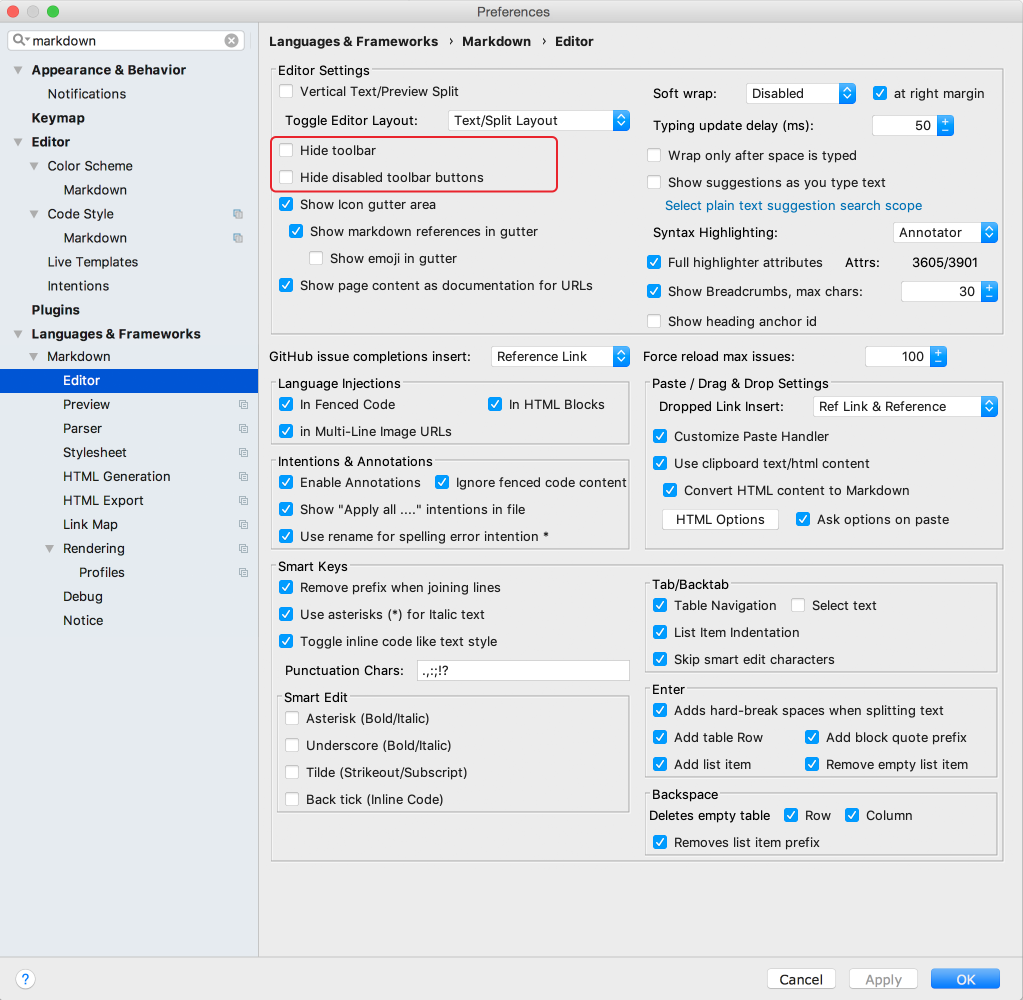 Preferences
markdown
Appearance & Behavior
Notifications
Keymap
Editor
Color Scheme
Markdown
Code Style
Markdown
Live Templates
Intentions
Plugins
Languages & Frameworks
Markdown
Editor
Preview
Parser
Stylesheet
HTML Generation
HTML Export
Link Map
Rendering
Profiles
Debug
Notice
Languages & Frameworks › Markdown › Editor
Editor Settings
Vertical Text/Preview Split
Toggle Editor Layout: Text/Split Layout
Hide toolbar
Hide disabled toolbar buttons
Show Icon gutter area
Show markdown references in gutter
Show emoji in gutter
Show page content as documentation for URLs
Soft wrap: Disabled at right margin
Typing update delay (ms): 50
Wrap only after space is typed
Show suggestions as you type text
Select plain text suggestion search scope
Syntax Highlighting: Annotator
Full highlighter attributes Attrs: 3605/3901
Show Breadcrumbs, max chars: 30
Show heading anchor id
GitHub issue completions insert: Reference Link
Force reload max issues: 100
Language Injections
In Fenced Code In HTML Blocks
in Multi-Line Image URLs
Intentions & Annotations
Enable Annotations Ignore fenced code content
Show "Apply all ...." intentions in file
Use rename for spelling error intention *
Paste / Drag & Drop Settings
Dropped Link Insert: Ref Link & Reference
Customize Paste Handler
Use clipboard text/html content
Convert HTML content to Markdown
HTML Options Ask options on paste
Smart Keys
Remove prefix when joining lines
Use asterisks (*) for Italic text
Toggle inline code like text style
Punctuation Chars: .,:;!?
Smart Edit
Asterisk (Bold/Italic)
Underscore (Bold/Italic)
Tilde (Strikeout/Subscript)
Back tick (Inline Code)
Tab/Backtab
Table Navigation Select text
List Item Indentation
Skip smart edit characters
Enter
Adds hard-break spaces when splitting text
Add table Row Add block quote prefix
Add list item Remove empty list item
Backspace
Deletes empty table Row Column
Removes list item prefix
? Cancel Apply OK